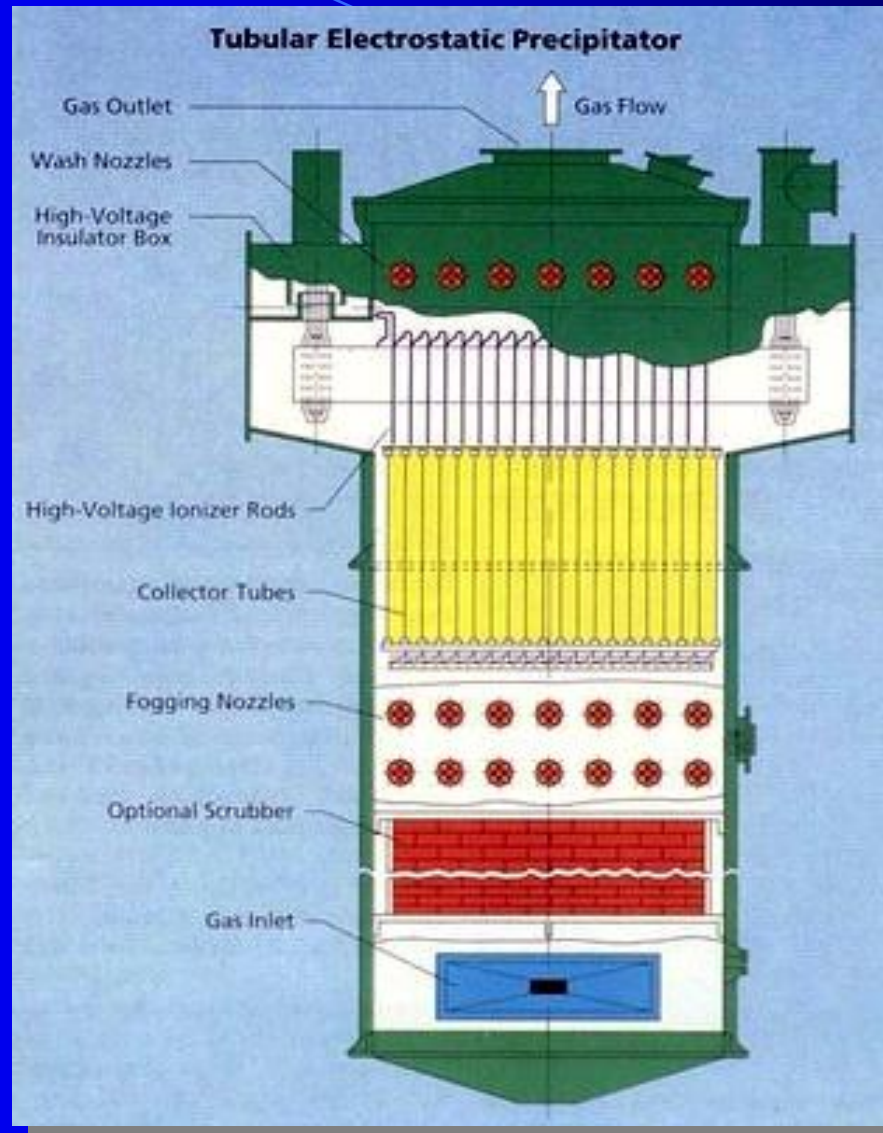 Tubular Electrostatic Precipitator
Gas Outlet
Gas Flow
Wash Nozzles
High-Voltage
Insulator Box
High-Voltage Ionizer Rods
Collector Tubes
Fogging Nozzles
Optional Scrubber
Gas Inlet